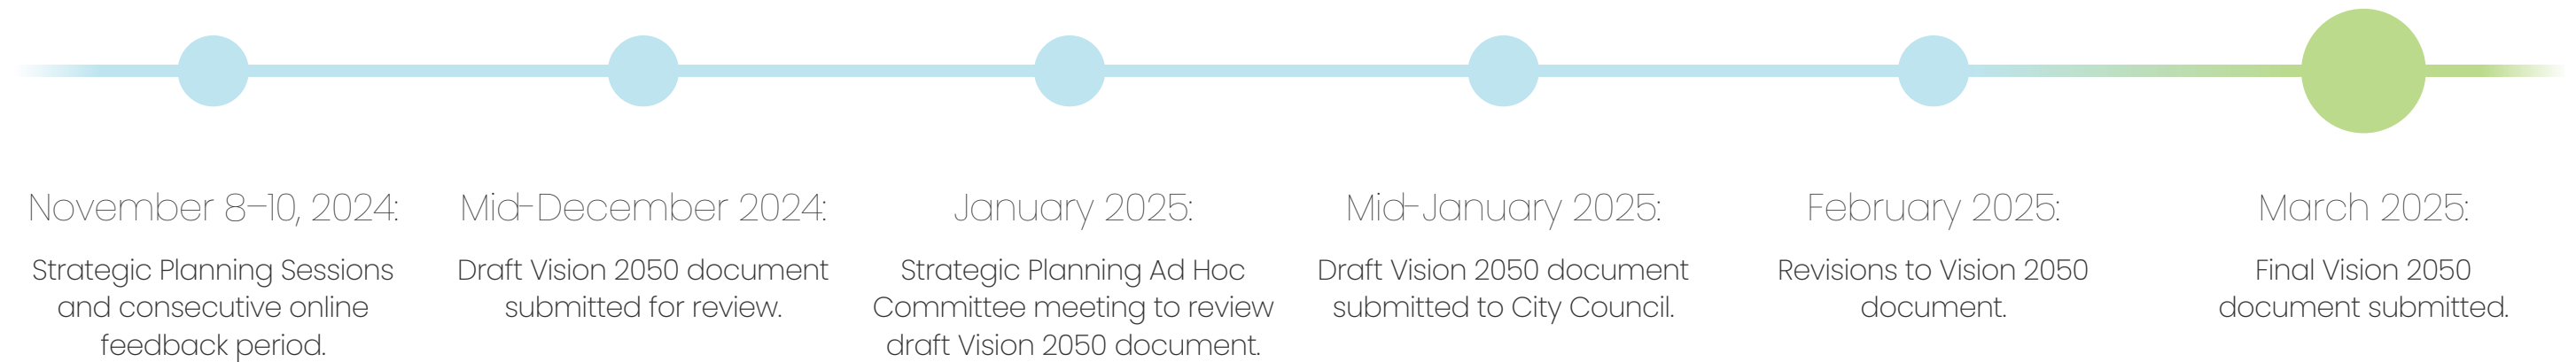 November 8–10, 2024:
Strategic Planning Sessions
and consecutive online
feedback period.
Mid-December 2024:
Draft Vision 2050 document
submitted for review.
January 2025:
Strategic Planning Ad Hoc
Committee meeting to review
draft Vision 2050 document.
Mid-January 2025:
Draft Vision 2050 document
submitted to City Council.
February 2025:
Revisions to Vision 2050
document.
March 2025:
Final Vision 2050
document submitted.